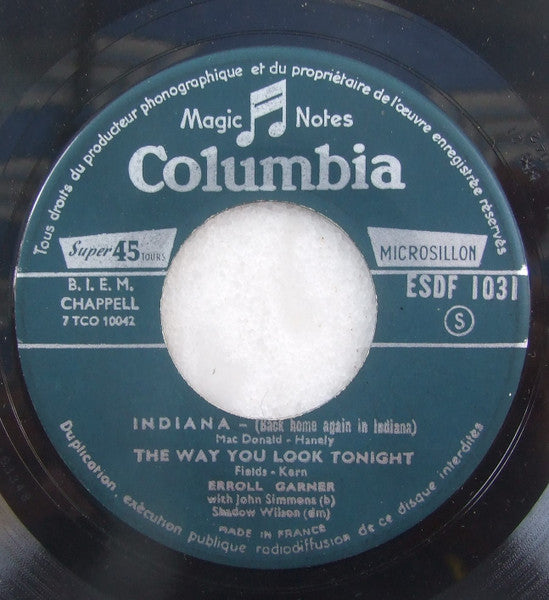 Tous droits du producteur phonographique et du propriétaire de l'œuvre enregistrée réservés
Magic Notes
Columbia
Super 45 TOURS
MICROSILLON
B. I. E. M.
CHAPPELL
7 TCO 10042
ESDF 1031
S
INDIANA - (Back home again in Indiana)
Mac Donald - Hanely
THE WAY YOU LOOK TONIGHT
Fields - Kern
ERROLL GARNER
with John Simmons (b)
Shadow Wilson (dm)
MADE IN FRANCE
Duplication, exécution publique radiodiffusion de ce disque interdites